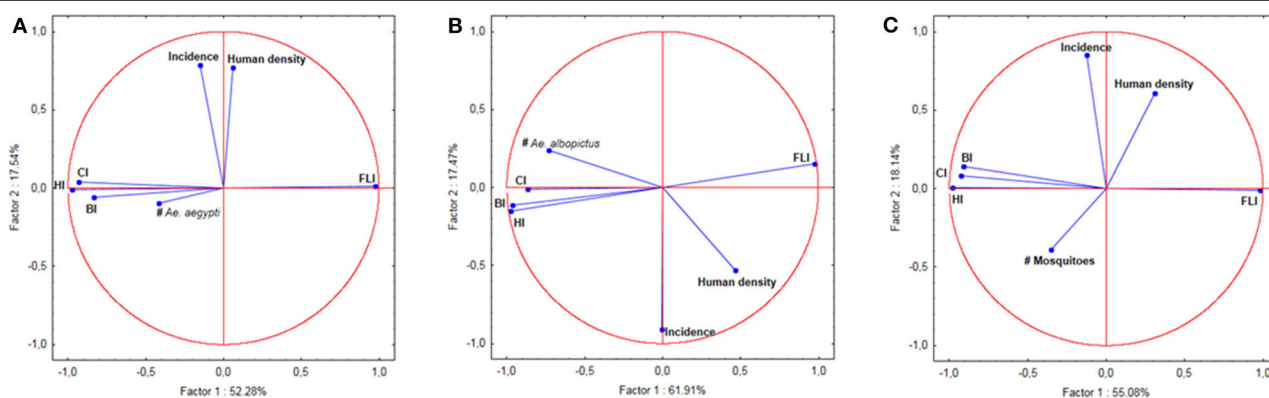 A
1,0
0,5
0,0
-0,5
-1,0
Factor 2 : 17.54%
Incidence
Human density
CI
HI
BI
# Ae. aegypti
FLI
-1,0 -0,5 0,0 0,5 1,0
Factor 1 : 52.28%
B
1,0
0,5
0,0
-0,5
-1,0
Factor 2 : 17.47%
# Ae. albopictus
FLI
CI
BI
HI
Human density
Incidence
-1,0 -0,5 0,0 0,5 1,0
Factor 1 : 61.91%
C
1,0
0,5
0,0
-0,5
-1,0
Factor 2 : 18.14%
Incidence
Human density
BI
CI
HI
FLI
# Mosquitoes
-1,0 -0,5 0,0 0,5 1,0
Factor 1 : 55.08%